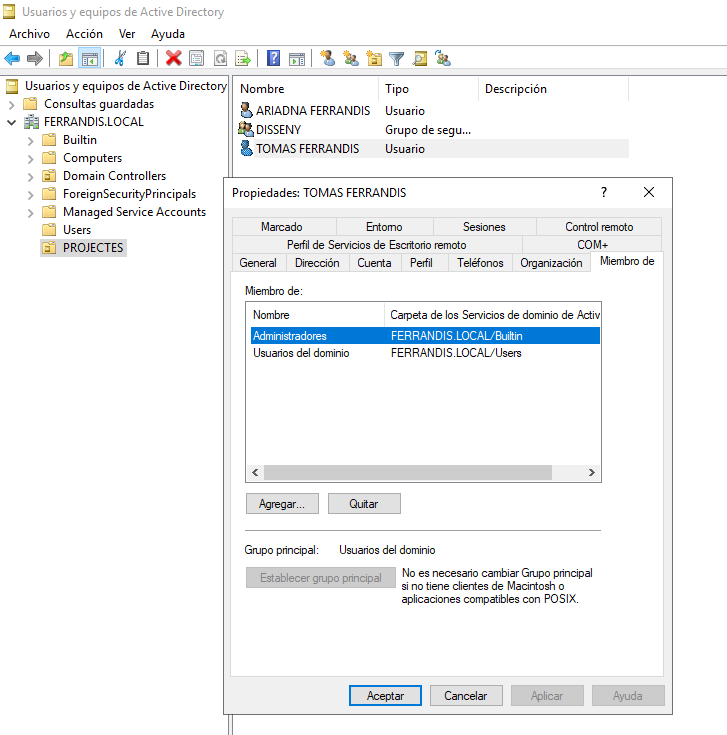 Usuarios y equipos de Active Directory
Archivo Acción Ver Ayuda
Usuarios y equipos de Active Directory
Consultas guardadas
FERRANDIS.LOCAL
Builtin
Computers
Domain Controllers
ForeignSecurityPrincipals
Managed Service Accounts
Users
PROJECTES
Nombre Tipo Descripción
ARIADNA FERRANDIS Usuario
DISSENY Grupo de segu...
TOMAS FERRANDIS Usuario
Propiedades: TOMAS FERRANDIS ?
Marcado Entorno Sesiones Control remoto
Perfil de Servicios de Escritorio remoto COM+
General Dirección Cuenta Perfil Teléfonos Organización Miembro de
Miembro de:
Nombre Carpeta de los Servicios de dominio de Activ
Administradores FERRANDIS.LOCAL/Builtin
Usuarios del dominio FERRANDIS.LOCAL/Users
Agregar... Quitar
Grupo principal: Usuarios del dominio
Establecer grupo principal
No es necesario cambiar Grupo principal
si no tiene clientes de Macintosh o
aplicaciones compatibles con POSIX.
Aceptar Cancelar Aplicar Ayuda